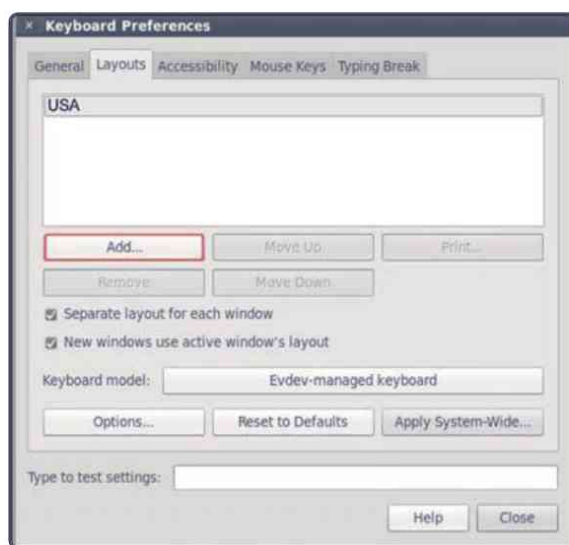 Keyboard Preferences
General Layouts Accessibility Mouse Keys Typing Break
USA
Add... Move Up Print...
Remove Move Down
Separate layout for each window
New windows use active window's layout
Keyboard model: Evdev-managed keyboard
Options... Reset to Defaults Apply System-Wide...
Type to test settings:
Help Close